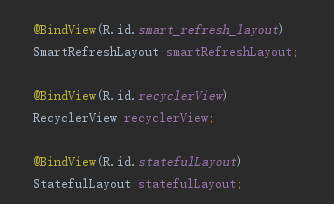 @BindView(R.id.smart_refresh_layout)
SmartRefreshLayout smartRefreshLayout;
@BindView(R.id.recyclerView)
RecyclerView recyclerView;
@BindView(R.id.statefulLayout)
StatefulLayout statefulLayout;